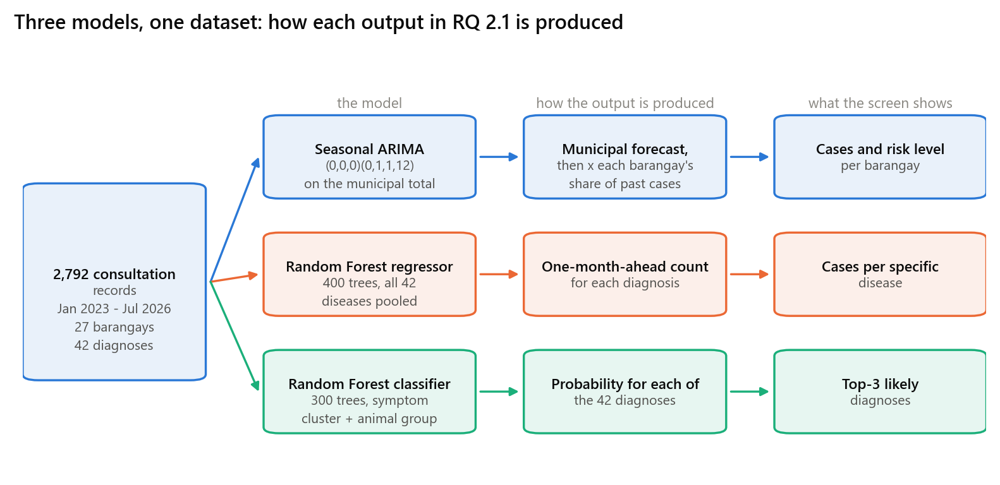 Three models, one dataset: how each output in RQ 2.1 is produced
the model
how the output is produced
what the screen shows
2,792 consultation
records
Jan 2023 - Jul 2026
27 barangays
42 diagnoses
Seasonal ARIMA
(0,0,0)(0,1,1,12)
on the municipal total
Municipal forecast,
then x each barangay's
share of past cases
Cases and risk level
per barangay
Random Forest regressor
400 trees, all 42
diseases pooled
One-month-ahead count
for each diagnosis
Cases per specific
disease
Random Forest classifier
300 trees, symptom
cluster + animal group
Probability for each of
the 42 diagnoses
Top-3 likely
diagnoses